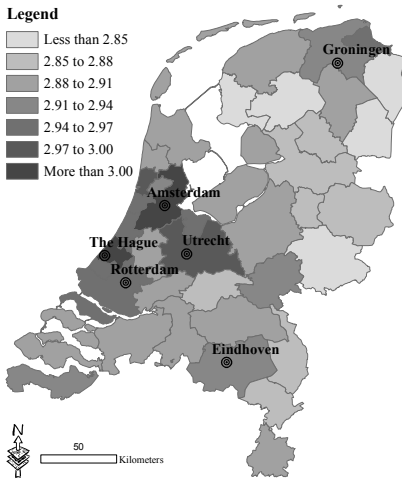 Legend
Less than 2.85
2.85 to 2.88
2.88 to 2.91
2.91 to 2.94
2.94 to 2.97
2.97 to 3.00
More than 3.00
Groningen
Amsterdam
The Hague
Utrecht
Rotterdam
Eindhoven
N
50
Kilometers